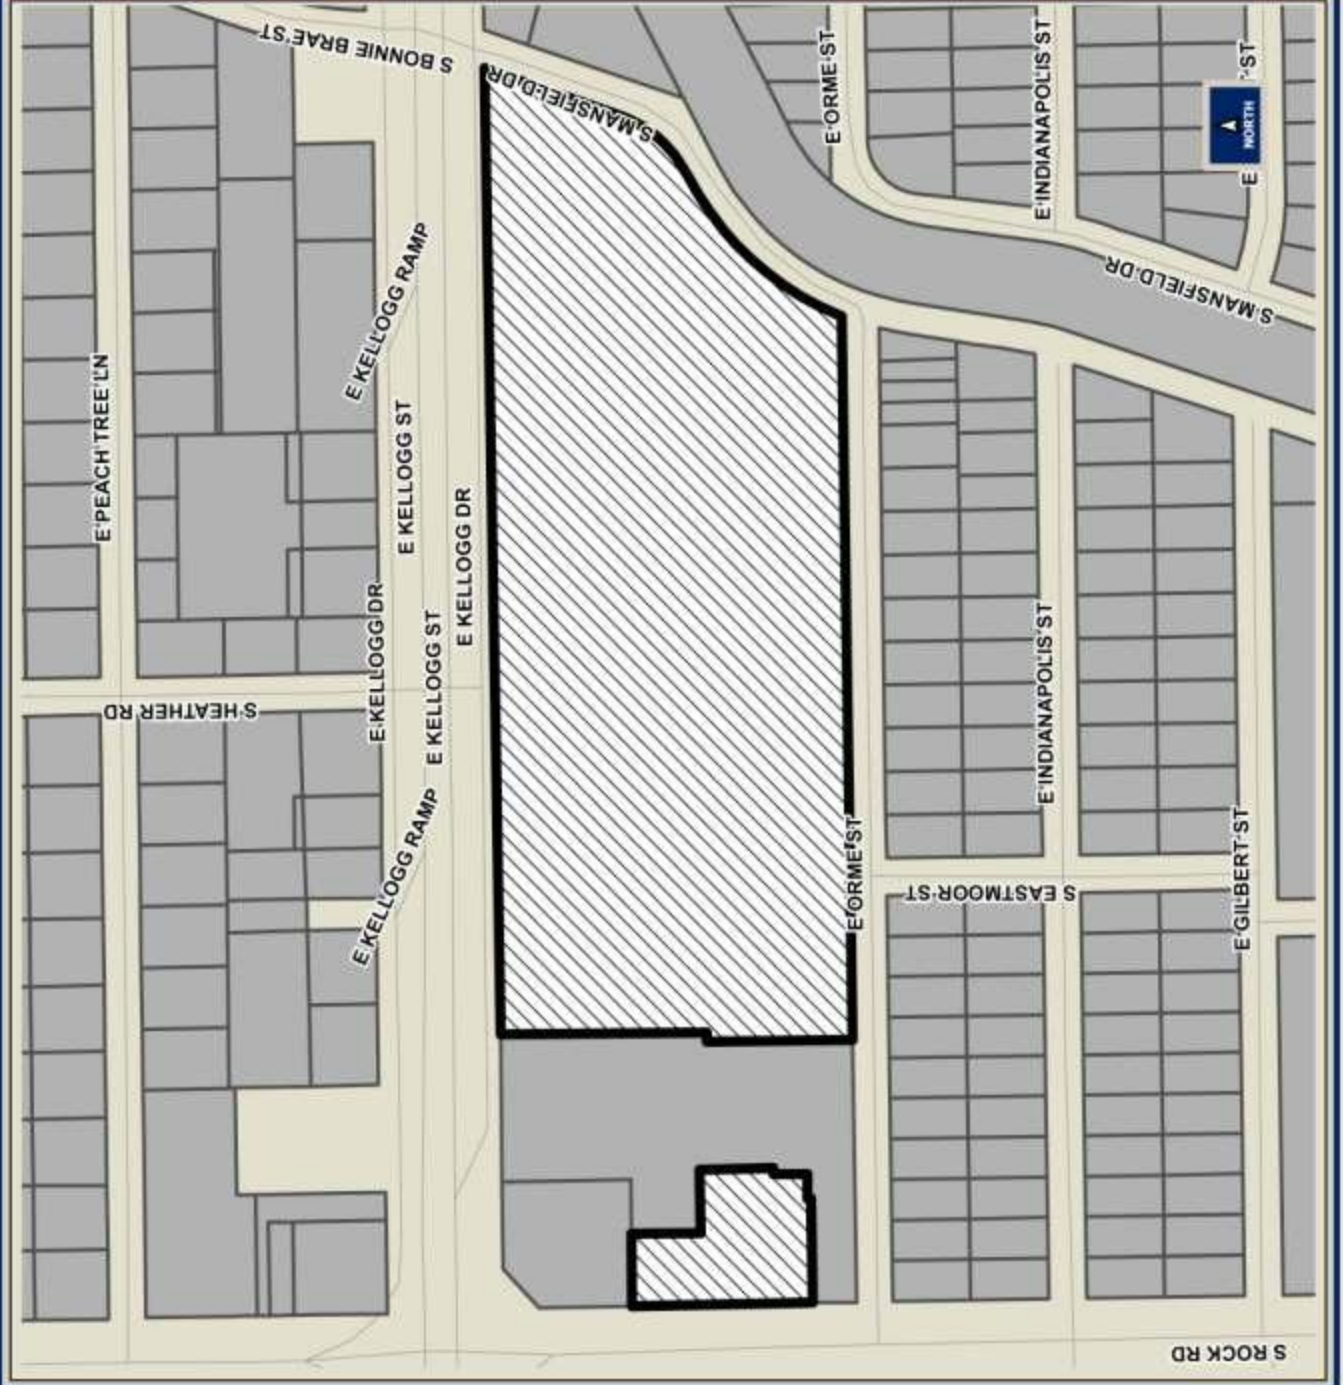 S BONNIE BRAE ST
S MANSFIELD DR
E ORME ST
E INDIANAPOLIS ST
E
ST
NORTH
E KELLOGG RAMP
S MANSFIELD DR
E PEACH TREE LN
E KELLOGG ST
E KELLOGG DR
E KELLOGG DR
E KELLOGG ST
E INDIANAPOLIS ST
S HEATHER RD
E KELLOGG RAMP
E ORME ST
S EASTMOOR ST
E GILBERT ST
S ROCK RD